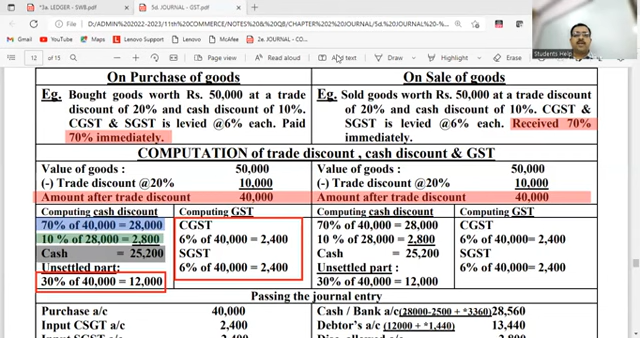 *3a. LEDGER - SWB.pdf
5d. JOURNAL - GST.pdf
File
D:/ADMIN%202022-2023/11th%20COMMERCE/NOTES%20&%20QB/CHAPTER%202%20JOURNAL/5d.%20JOURNAL%20-%
Import favorites
Lenovo Support
Lenovo
McAfee
2e. JOURNAL - CO...
12 of 15
Page view
Read aloud
Add text
Draw
Highlight
Erase
Students Help
On Purchase of goods
Eg. Bought goods worth Rs. 50,000 at a trade
discount of 20% and cash discount of 10%.
CGST & SGST is levied @6% each. Paid
70% immediately.
On Sale of goods
Eg. Sold goods worth Rs. 50,000 at a trade discount
of 20% and cash discount of 10%. CGST &
SGST is levied @6% each. Received 70%
immediately.
COMPUTATION of trade discount , cash discount & GST
Value of goods : 50,000
(-) Trade discount @20% 10,000
Amount after trade discount 40,000
Value of goods : 50,000
(-) Trade discount @20% 10,000
Amount after trade discount 40,000
Computing cash discount
70% of 40,000 = 28,000
10 % of 28,000 = 2,800
Cash = 25,200
Unsettled part:
30% of 40,000 = 12,000
Computing GST
CGST
6% of 40,000 = 2,400
SGST
6% of 40,000 = 2,400
Computing cash discount
70% of 40,000 = 28,000
10 % of 28,000 = 2,800
Cash = 25,200
Unsettled part :
30% of 40,000 = 12,000
Computing GST
CGST
6% of 40,000= 2,400
SGST
6% of 40,000= 2,400
Passing the journal entry
Purchase a/c 40,000
Input CSGT a/c 2,400
Input SGST a/c 2,400
Cash / Bank a/c(28000-2500 + *3360) 28,560
Debtor's a/c (12000 + *1,440) 13,440
Disc. allowed a/c 2,800